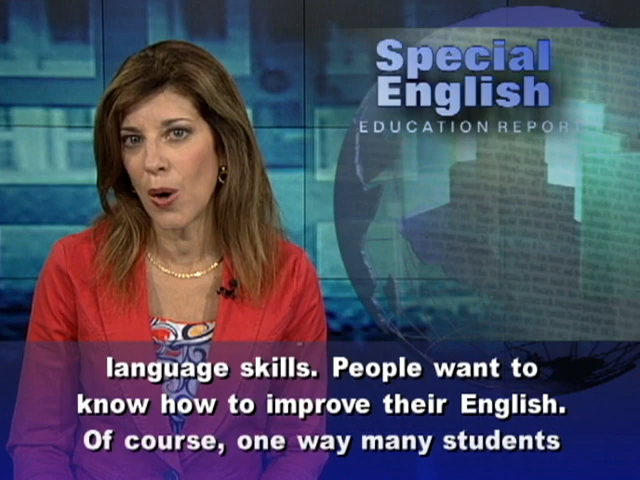 Special
English
EDUCATION REPORT
language skills. People want to
know how to improve their English.
Of course, one way many students